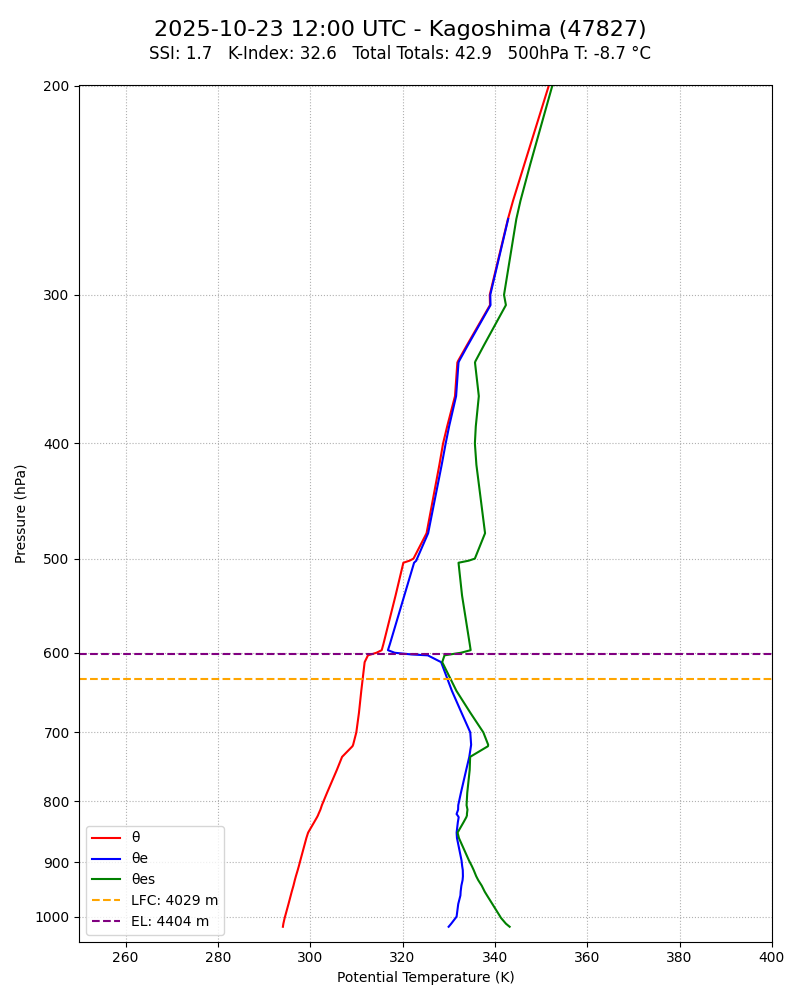 2025-10-23 12:00 UTC - Kagoshima (47827)
SSI: 1.7   K-Index: 32.6   Total Totals: 42.9   500hPa T: -8.7 °C
200
300
400
500
600
700
800
900
1000
Pressure (hPa)
θ
θe
θes
LFC: 4029 m
EL: 4404 m
260 280 300 320 340 360 380 400
Potential Temperature (K)